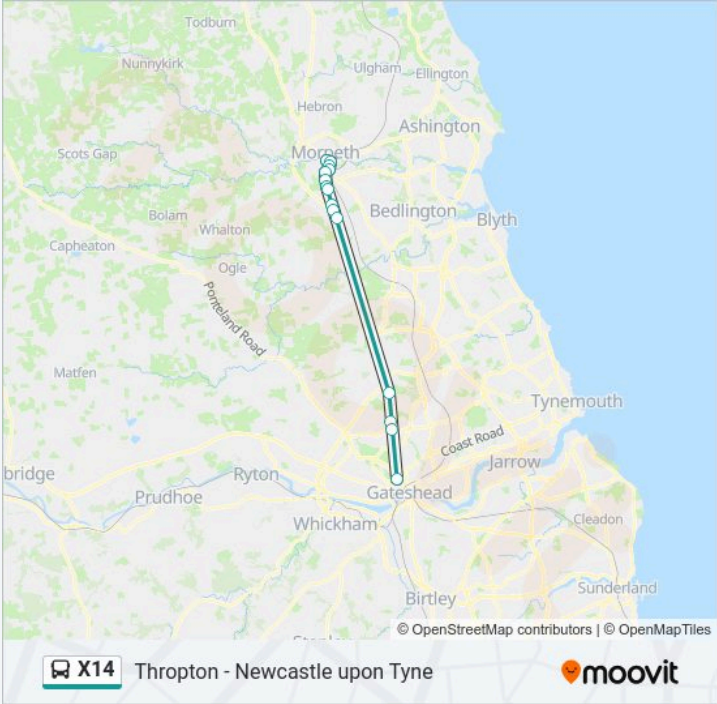 Todburn
Nunnykirk
Ulgham
Ellington
Hebron
Ashington
Morpeth
Scots Gap
Bedlington
Bolam
Blyth
Whalton
Capheaton
Ogle
Ponteland Road
Matfen
Tynemouth
Coast Road
Jarrow
bridge
Ryton
Prudhoe
Gateshead
Whickham
Cleadon
Sunderland
Birtley
© OpenStreetMap contributors | © OpenMapTiles
X14 Thropton - Newcastle upon Tyne
moovit